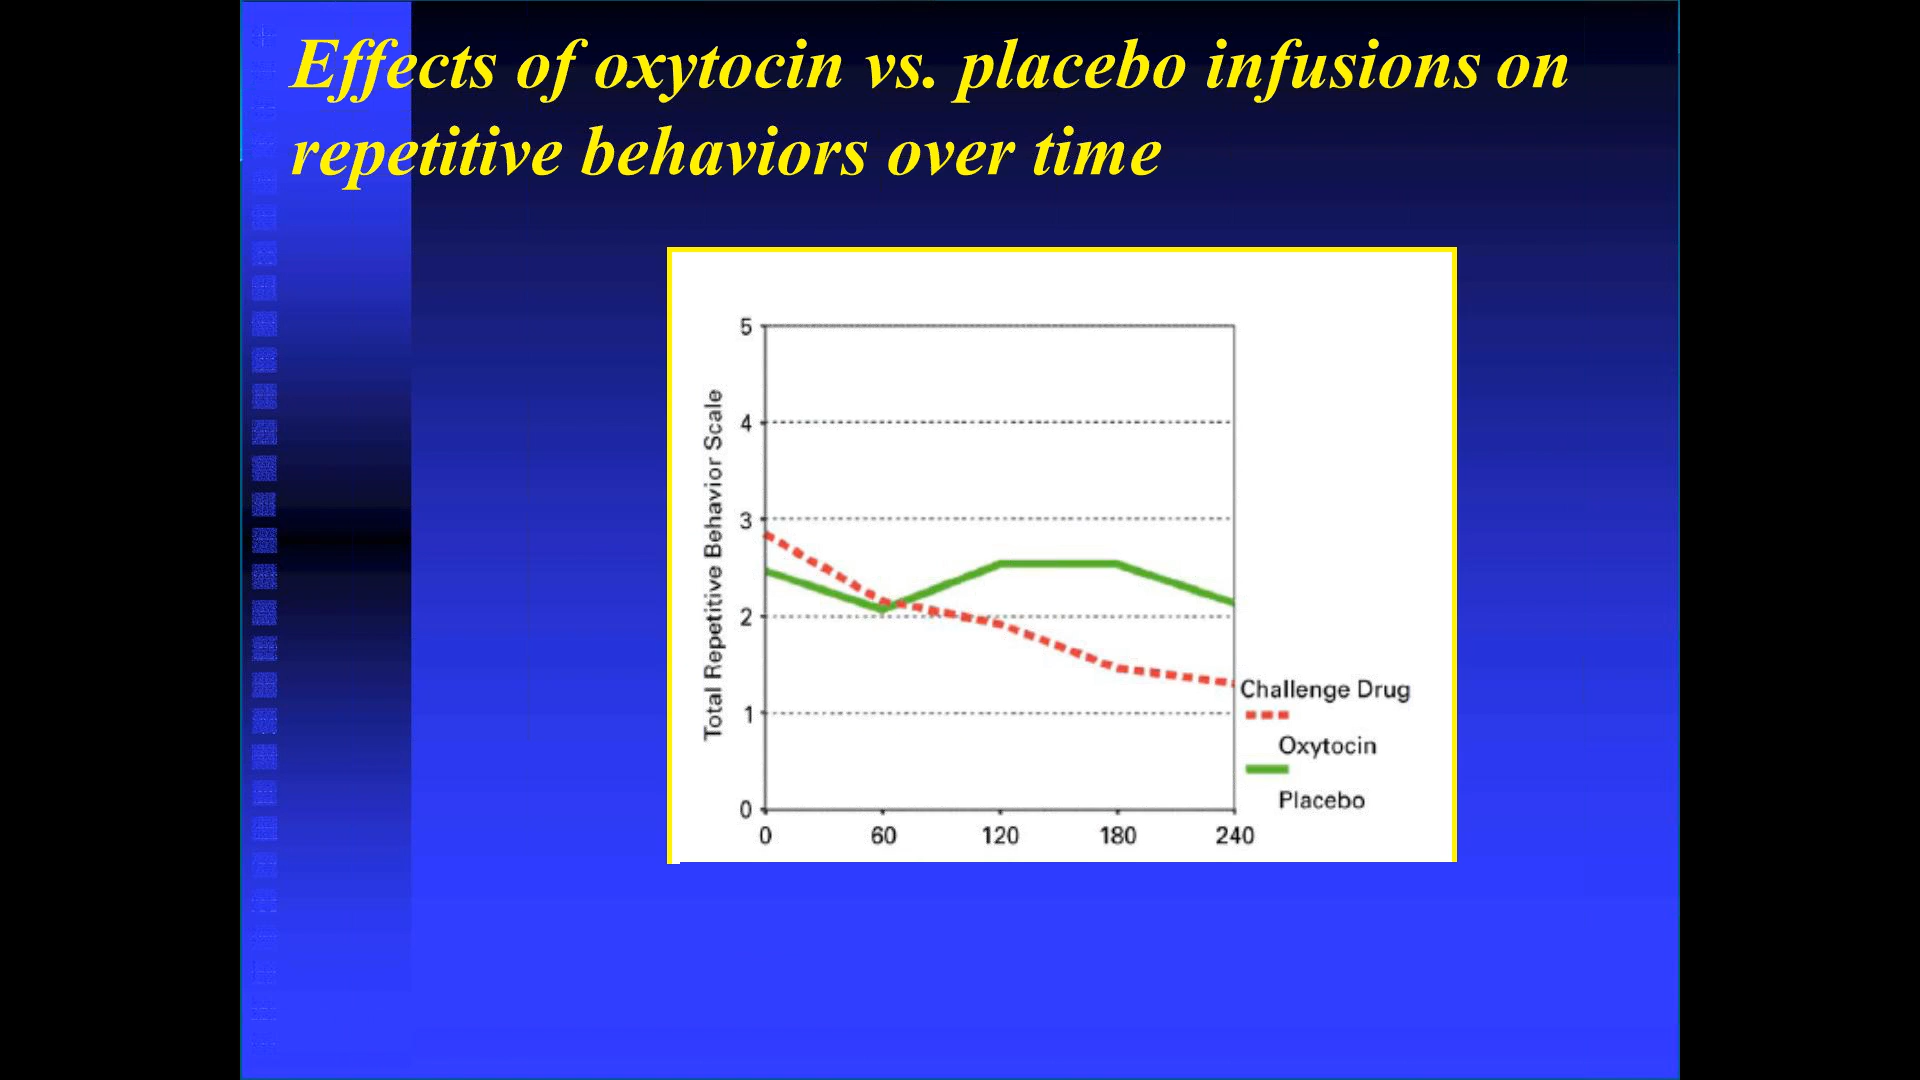 Effects of oxytocin vs. placebo infusions on
repetitive behaviors over time
Total Repetitive Behavior Scale
5
4
3
2
1
0
0 60 120 180 240
Challenge Drug
Oxytocin
Placebo